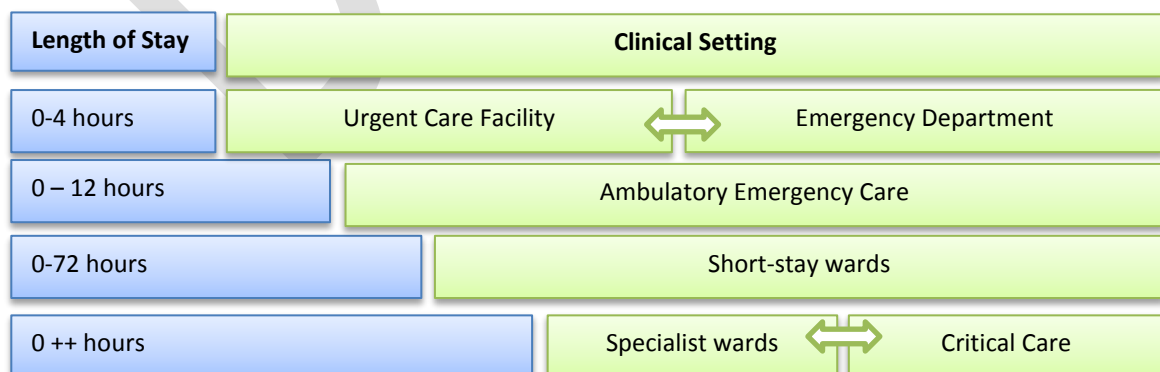 Length of Stay Clinical Setting
0-4 hours Urgent Care Facility Emergency Department
0 – 12 hours Ambulatory Emergency Care
0-72 hours Short-stay wards
0 ++ hours Specialist wards Critical Care